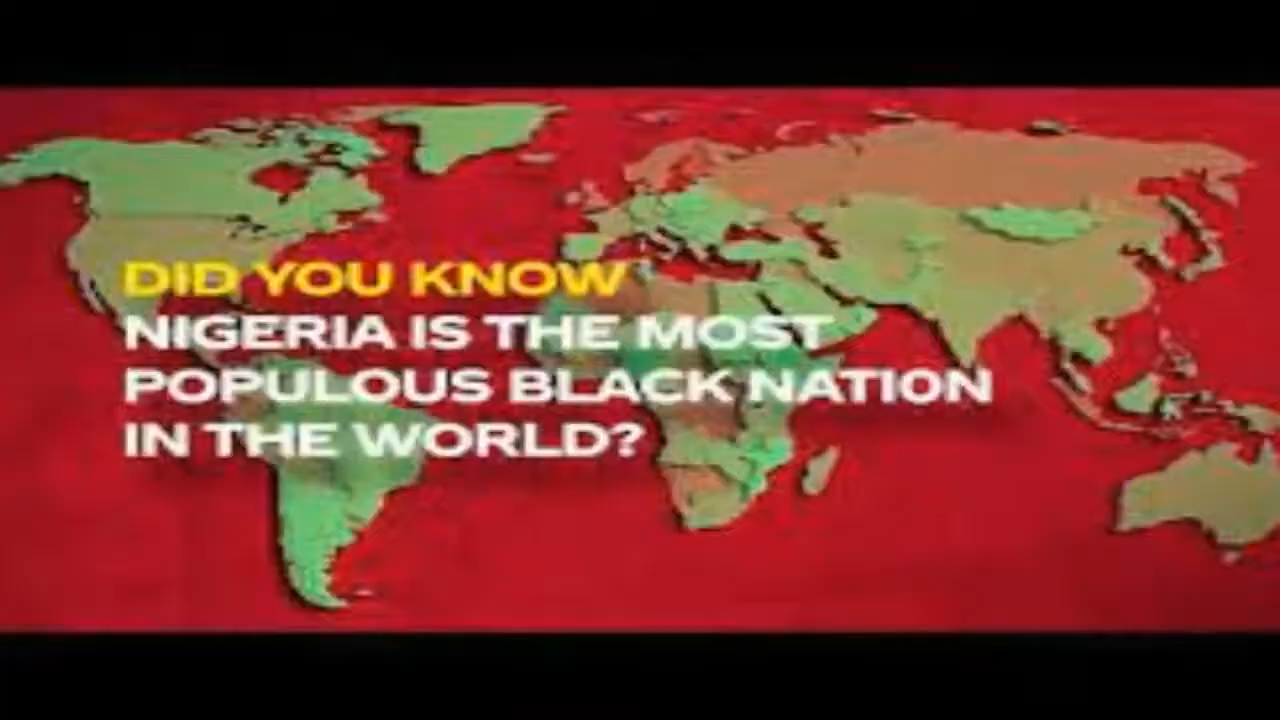 DID YOU KNOW
NIGERIA IS THE MOST
POPULOUS BLACK NATION
IN THE WORLD?